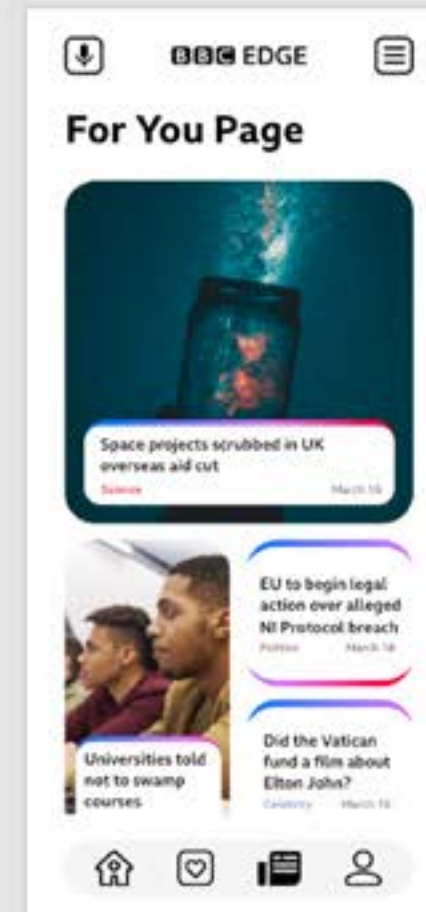 BBC EDGE
For You Page
Space projects scrubbed in UK
overseas aid cut
Science
March 16
Universities told
not to swamp
courses
EU to begin legal
action over alleged
NI Protocol breach
Politics
March
Did the Vatican
fund a film about
Elton John?
Celebrity
March